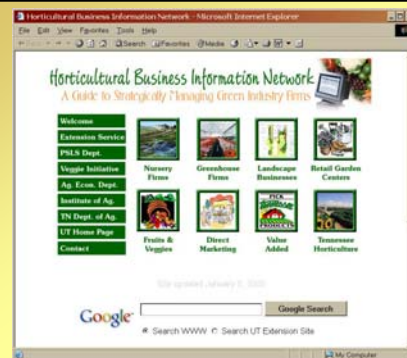 Horticultural Business Information Network - Microsoft Internet Explorer
File Edit View Favorites Tools Help
Search Favorites Media
Horticultural Business Information Network
A Guide to Strategically Managing Green Industry Firms
Welcome
Extension Service
PSLS Dept.
Veggie Initiative
Ag. Econ. Dept.
Institute of Ag.
TN Dept. of Ag.
UT Home Page
Contact
Nursery Firms
Greenhouse Firms
Landscape Businesses
Retail Garden Centers
PICK
PRODUCTS
Fruits & Veggies
Direct Marketing
Value Added
Tennessee Horticulture
Google Google Search
Search WWW Search UT Extension Site
My Computer